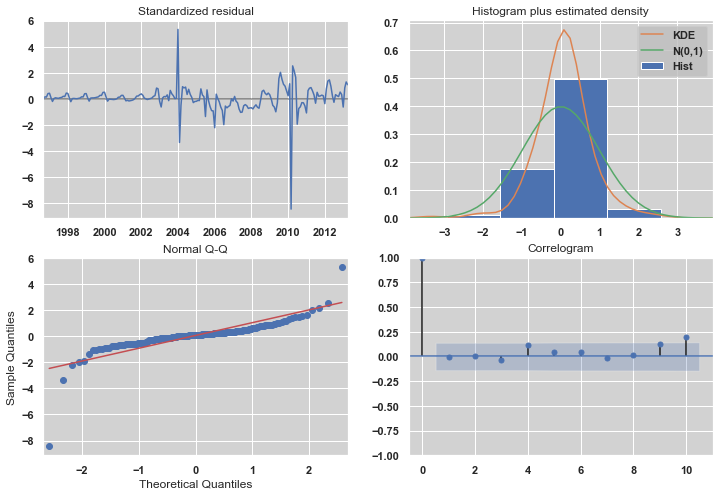 Standardized residual
6
4
2
0
−2
−4
−6
−8
1998 2000 2002 2004 2006 2008 2010 2012
Histogram plus estimated density
0.7
0.6
0.5
0.4
0.3
0.2
0.1
0.0
−3 −2 −1 0 1 2 3
KDE
N(0,1)
Hist
Normal Q-Q
Sample Quantiles
6
4
2
0
−2
−4
−6
−8
−2 −1 0 1 2
Theoretical Quantiles
Correlogram
1.00
0.75
0.50
0.25
0.00
−0.25
−0.50
−0.75
−1.00
0 2 4 6 8 10